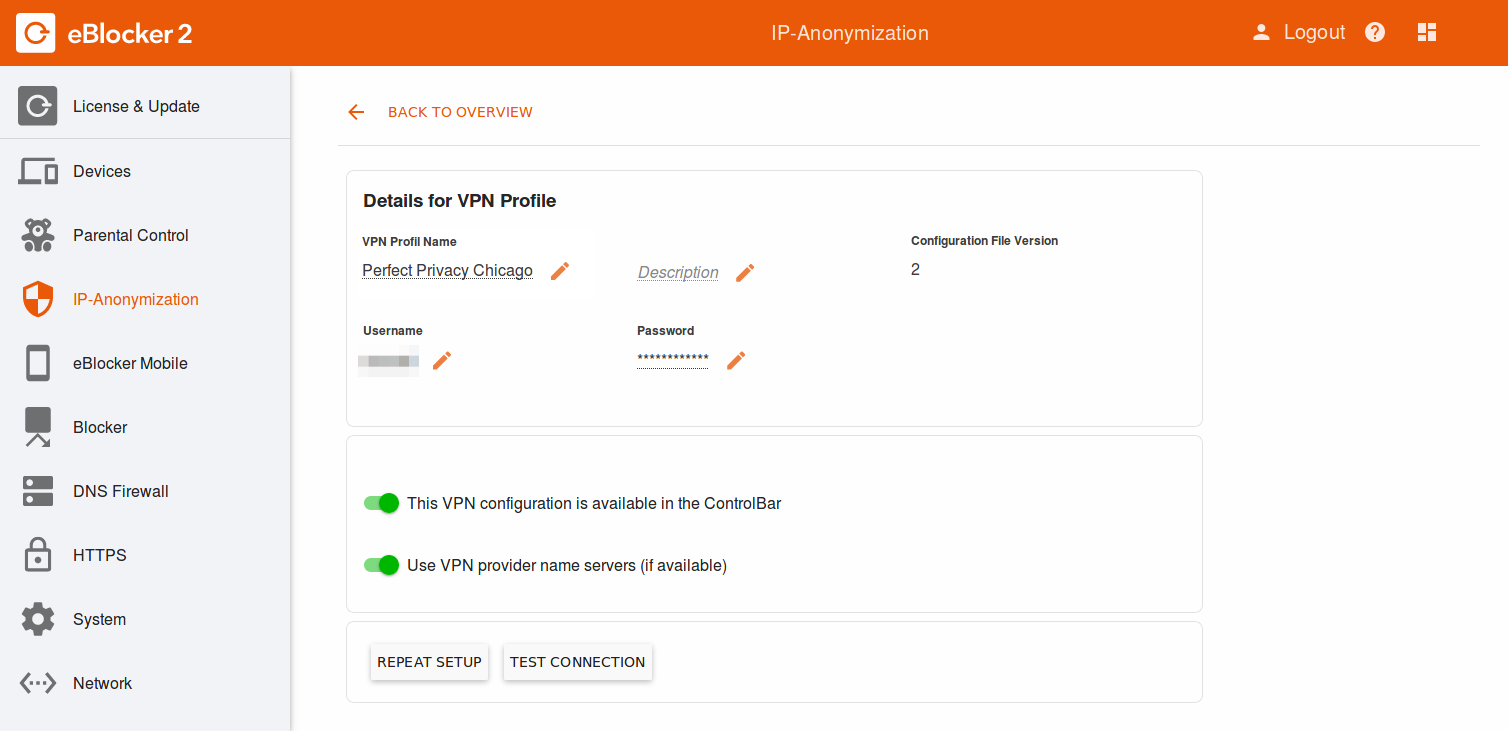 eBlocker 2
IP-Anonymization
Logout
?
License & Update
Devices
Parental Control
IP-Anonymization
eBlocker Mobile
Blocker
DNS Firewall
HTTPS
System
Network
BACK TO OVERVIEW
Details for VPN Profile
VPN Profil Name
Perfect Privacy Chicago
Description
Configuration File Version
2
Username
Password
************
This VPN configuration is available in the ControlBar
Use VPN provider name servers (if available)
REPEAT SETUP
TEST CONNECTION